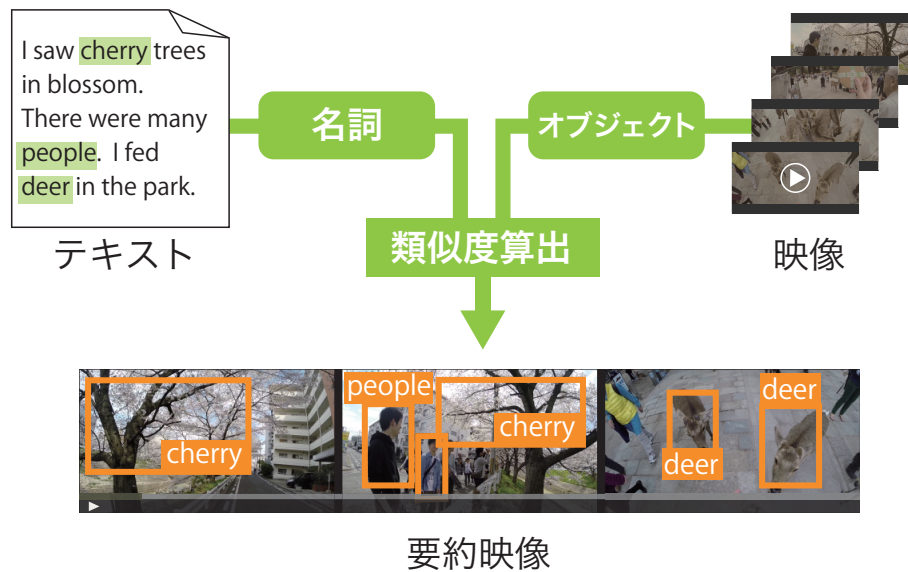 I saw cherry trees
in blossom.
There were many
people. I fed
deer in the park.
テキスト
名詞
オブジェクト
映像
類似度算出
people
cherry
cherry
deer
deer
要約映像